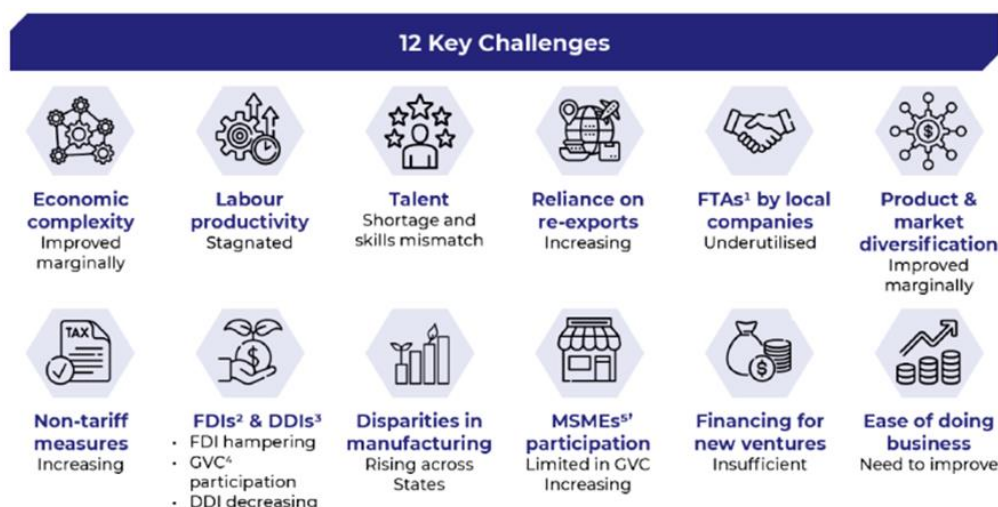 12 Key Challenges
Economic
complexity
Improved
marginally
Labour
productivity
Stagnated
Talent
Shortage and
skills mismatch
Reliance on
re-exports
Increasing
FTAs¹ by local
companies
Underutilised
Product &
market
diversification
Improved
marginally
TAX
Non-tariff
measures
Increasing
FDIs² & DDIs³
• FDI hampering
• GVC⁴
participation
• DDI decreasing
Disparities in
manufacturing
Rising across
States
MSMEs⁵'
participation
Limited in GVC
Increasing
Financing for
new ventures
Insufficient
Ease of doing
business
Need to improve